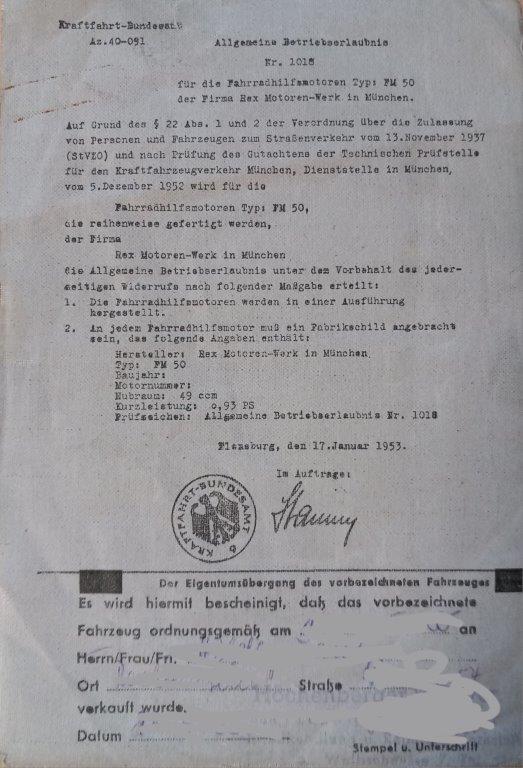 Kraftfahrt-Bundesamt
Az.40-091
Allgemeine Betriebserlaubnis
Nr. 1018
für die Fahrradhilfsmotoren Typ: FM 50
der Firma Rex Motoren-Werk in München.
Auf Grund des § 22 Abs. 1 und 2 der Verordnung über die Zulassung
von Personen und Fahrzeugen zum Straßenverkehr vom 13.November 1937
(StVZO) und nach Prüfung des Gutachtens der Technischen Prüfstelle
für den Kraftfahrzeugverkehr München, Dienststelle in München,
vom 5.Dezember 1952 wird für die
Fahrradhilfsmotoren Typ: FM 50,
die reihenweise gefertigt werden,
der Firma
Rex Motoren-Werk in München
die Allgemeine Betriebserlaubnis unter dem Vorbehalt des jeder-
zeitigen Widerrufs nach folgender Maßgabe erteilt:
1. Die Fahrradhilfsmotoren werden in einer Ausführung
hergestellt.
2. An jedem Fahrradhilfsmotor muß ein Fabrikschild angebracht
sein, das folgende Angaben enthält:
Hersteller: Rex Motoren-Werk in München
Typ: FM 50
Baujahr:
Motornummer:
Hubraum: 49 ccm
Kurzleistung: 0,93 PS
Prüfzeichen: Allgemeine Betriebserlaubnis Nr. 1018
Flensburg, den 17.Januar 1953.
Im Auftrage:
KRAFTFAHRT-BUNDESAMT 6
Der Eigentumsübergang des vorbezeichneten Fahrzeuges
Es wird hiermit bescheinigt, daß das vorbezeichnete
Fahrzeug ordnungsgemäß am an
Herrn/Frau/Frl.
Ort Straße
verkauft wurde.
Datum
Stempel u. Unterschrift